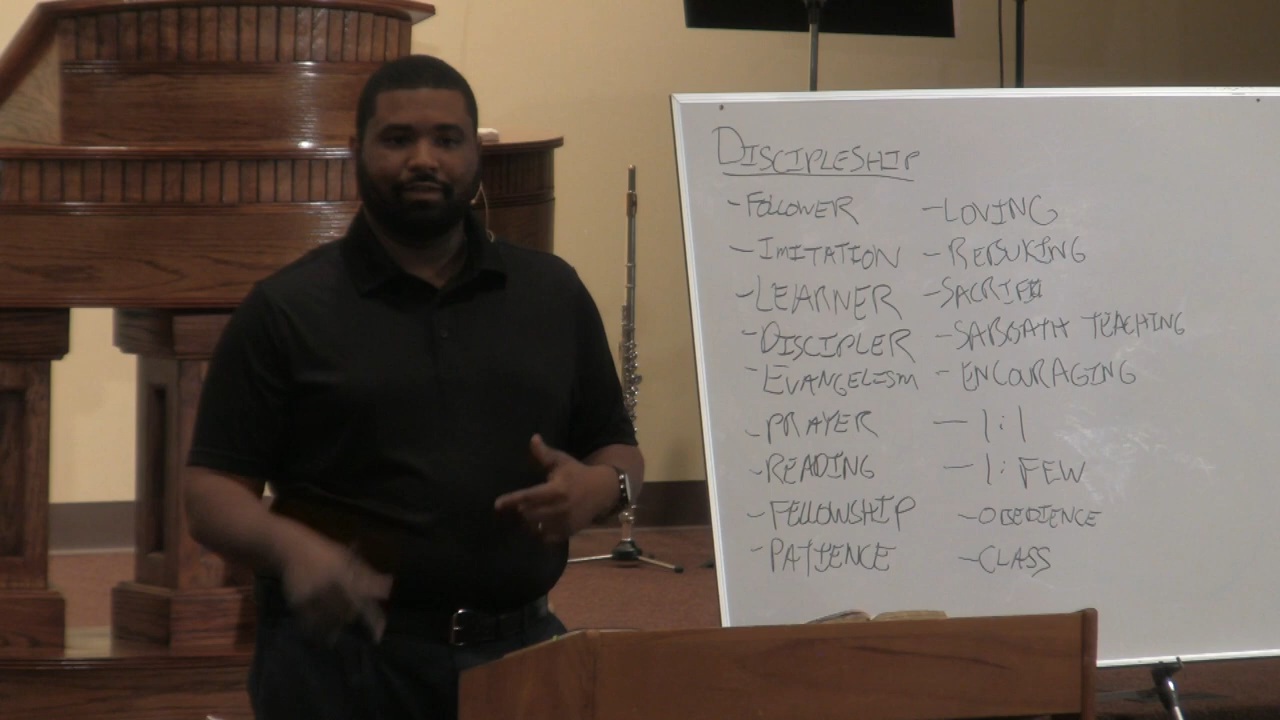 DISCIPLESHIP
- FOLLOWER
- IMITATION
- LEARNER
- DISCIPLER
- EVANGELISM
- PRAYER
- READING
- FELLOWSHIP
- PATIENCE
- LOVING
- REBUKING
- SACRIFI
- SABBATH TEACHING
- ENCOURAGING
- 1:1
- 1: FEW
- OBEDIENCE
- CLASS